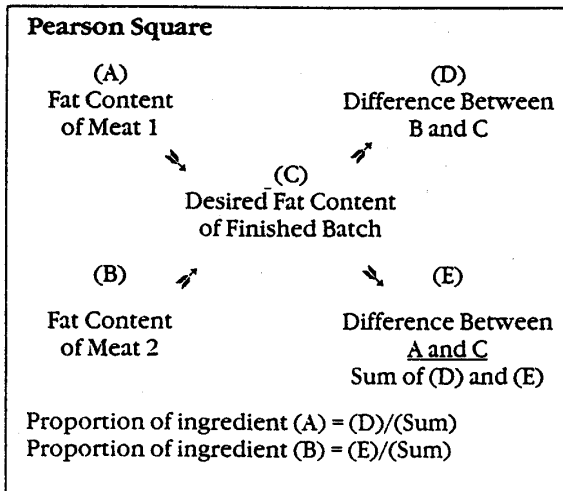 Pearson Square
(A)
Fat Content
of Meat 1
(D)
Difference Between
B and C
(C)
Desired Fat Content
of Finished Batch
(B)
Fat Content
of Meat 2
(E)
Difference Between
A and C
Sum of (D) and (E)
Proportion of ingredient (A) = (D)/(Sum)
Proportion of ingredient (B) = (E)/(Sum)